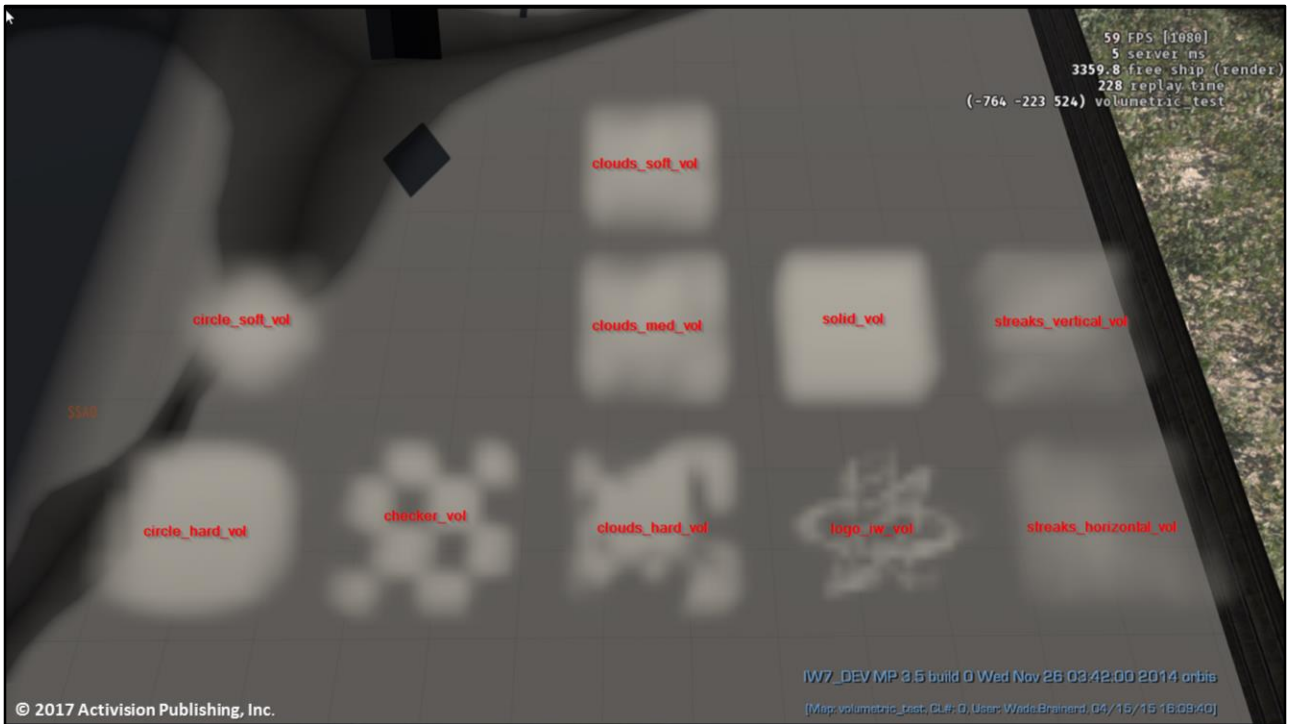 59 FPS [1080]
5 server ms
3359.8 free ship (render)
228 replay time
(-764 -223 524) volumetric_test
clouds_soft_vol
circle_soft_vol
clouds_med_vol
solid_vol
streaks_vertical_vol
SSAO
circle_hard_vol
checker_vol
clouds_hard_vol
logo_iw_vol
streaks_horizontal_vol
IW7_DEV MP 3.5 build 0 Wed Nov 26 03:42:00 2014 orbis
[Map: volumetric_test, CL#: 0, User: Wade.Brainerd, 04/15/15 16:09:40]
© 2017 Activision Publishing, Inc.